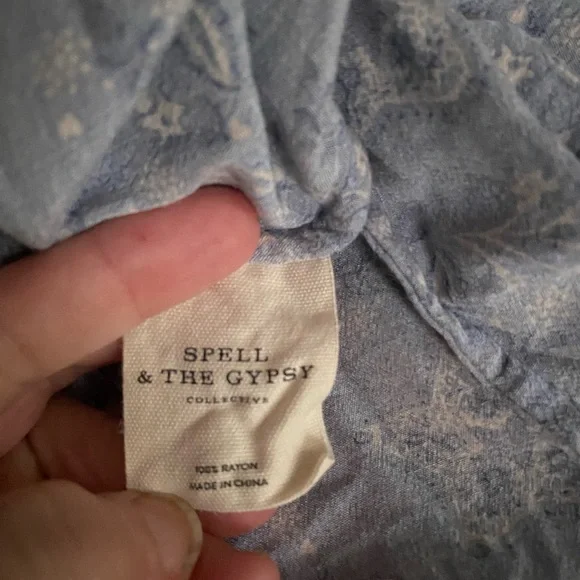 SPELL
& THE GYPSY
COLLECTIVE
100% RAYON
MADE IN CHINA